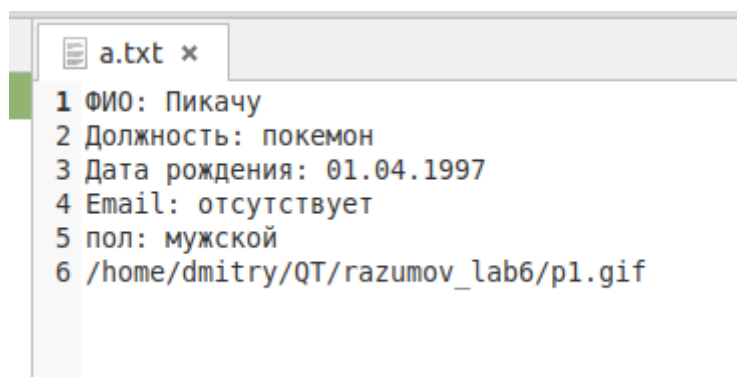 a.txt ×
1 ФИО: Пикачу
2 Должность: покемон
3 Дата рождения: 01.04.1997
4 Email: отсутствует
5 пол: мужской
6 /home/dmitry/QT/razumov_lab6/p1.gif